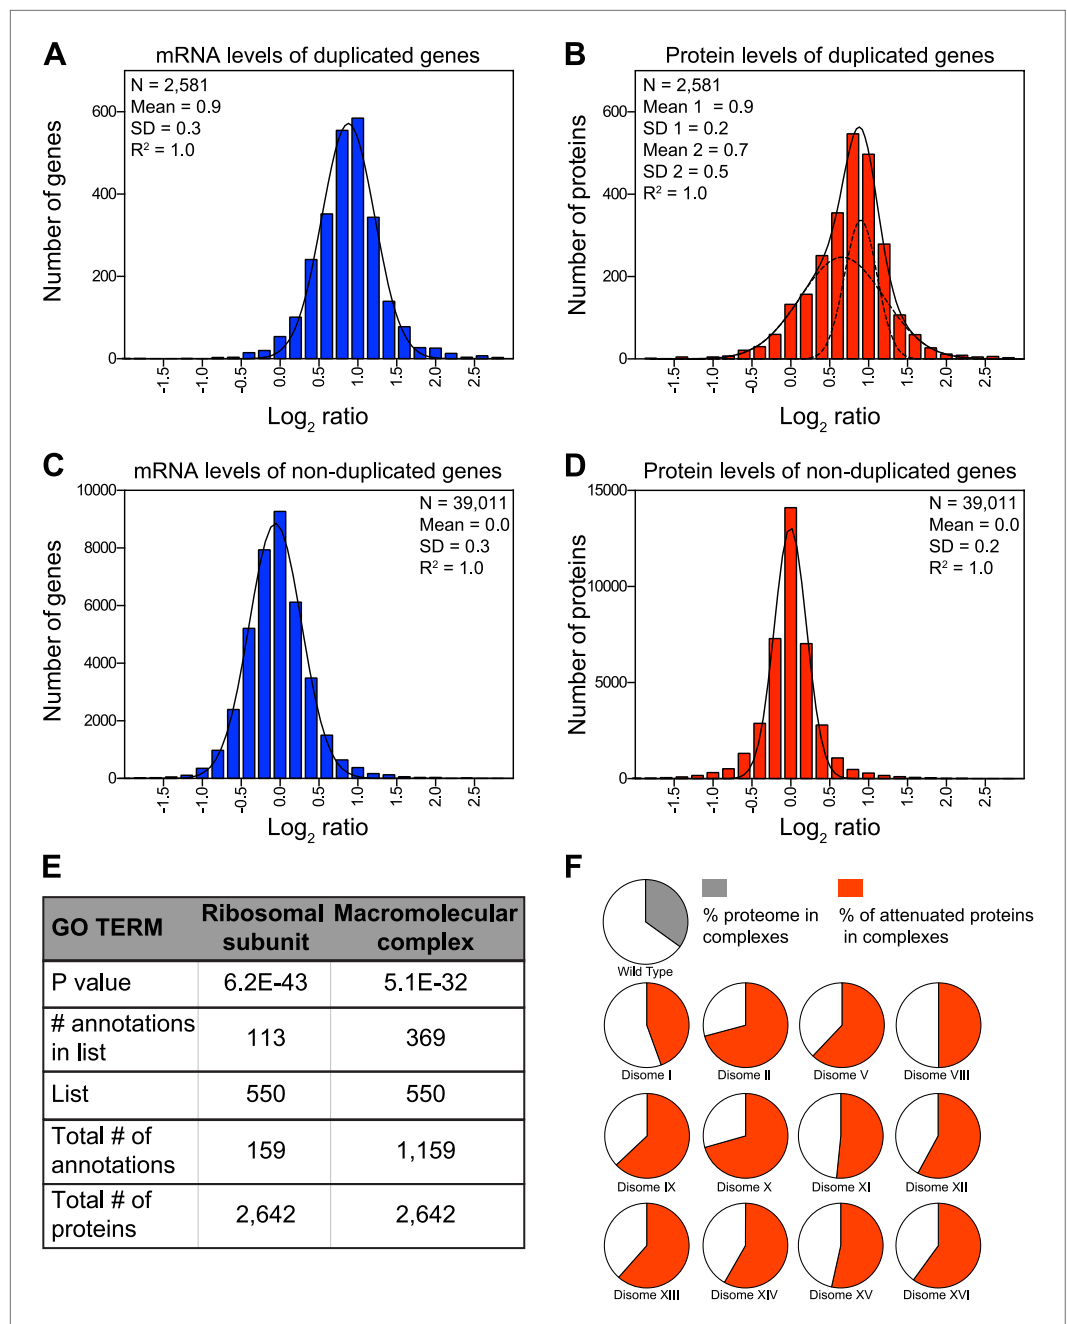 A
mRNA levels of duplicated genes
N = 2,581
Mean = 0.9
SD = 0.3
R² = 1.0
Number of genes
600
400
200
0
-1.5
-1.0
-0.5
0.0
0.5
1.0
1.5
2.0
2.5
Log₂ ratio
B
Protein levels of duplicated genes
N = 2,581
Mean 1 = 0.9
SD 1 = 0.2
Mean 2 = 0.7
SD 2 = 0.5
R² = 1.0
Number of proteins
600
400
200
0
-1.5
-1.0
-0.5
0.0
0.5
1.0
1.5
2.0
2.5
Log₂ ratio
C
mRNA levels of non-duplicated genes
N = 39,011
Mean = 0.0
SD = 0.3
R² = 1.0
Number of genes
10000
8000
6000
4000
2000
0
-1.5
-1.0
-0.5
0.0
0.5
1.0
1.5
2.0
2.5
Log₂ ratio
D
Protein levels of non-duplicated genes
N = 39,011
Mean = 0.0
SD = 0.2
R² = 1.0
Number of proteins
15000
10000
5000
0
-1.5
-1.0
-0.5
0.0
0.5
1.0
1.5
2.0
2.5
Log₂ ratio
E
GO TERM
Ribosomal
subunit
Macromolecular
complex
P value
6.2E-43
5.1E-32
# annotations
in list
113
369
List
550
550
Total # of
annotations
159
1,159
Total # of
proteins
2,642
2,642
F
% proteome in
complexes
% of attenuated proteins
in complexes
Wild Type
Disome I
Disome II
Disome V
Disome VIII
Disome IX
Disome X
Disome XI
Disome XII
Disome XIII
Disome XIV
Disome XV
Disome XVI